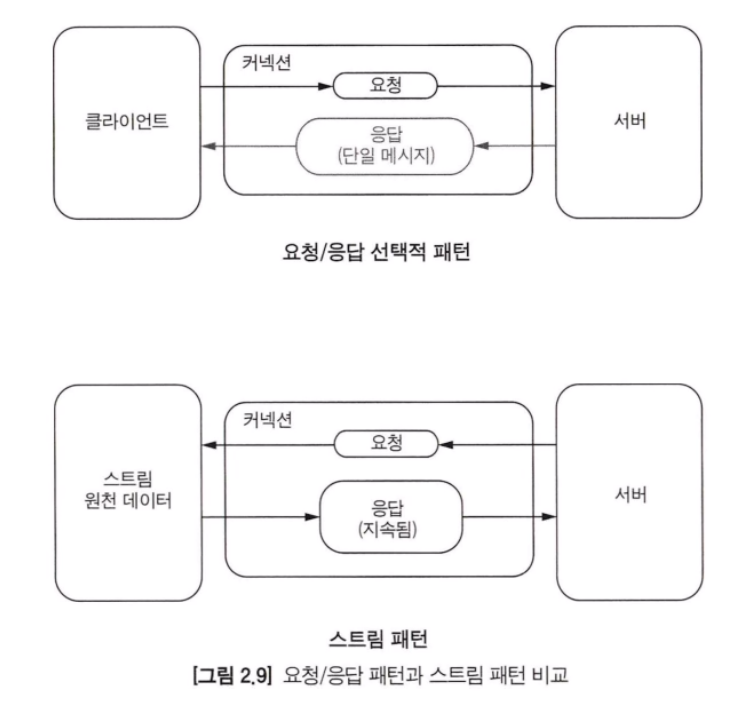 커넥션
요청
클라이언트
서버
응답
(단일 메시지)
요청/응답 선택적 패턴
커넥션
요청
스트림
원천 데이터
서버
응답
(지속됨)
스트림 패턴
[그림 2.9] 요청/응답 패턴과 스트림 패턴 비교